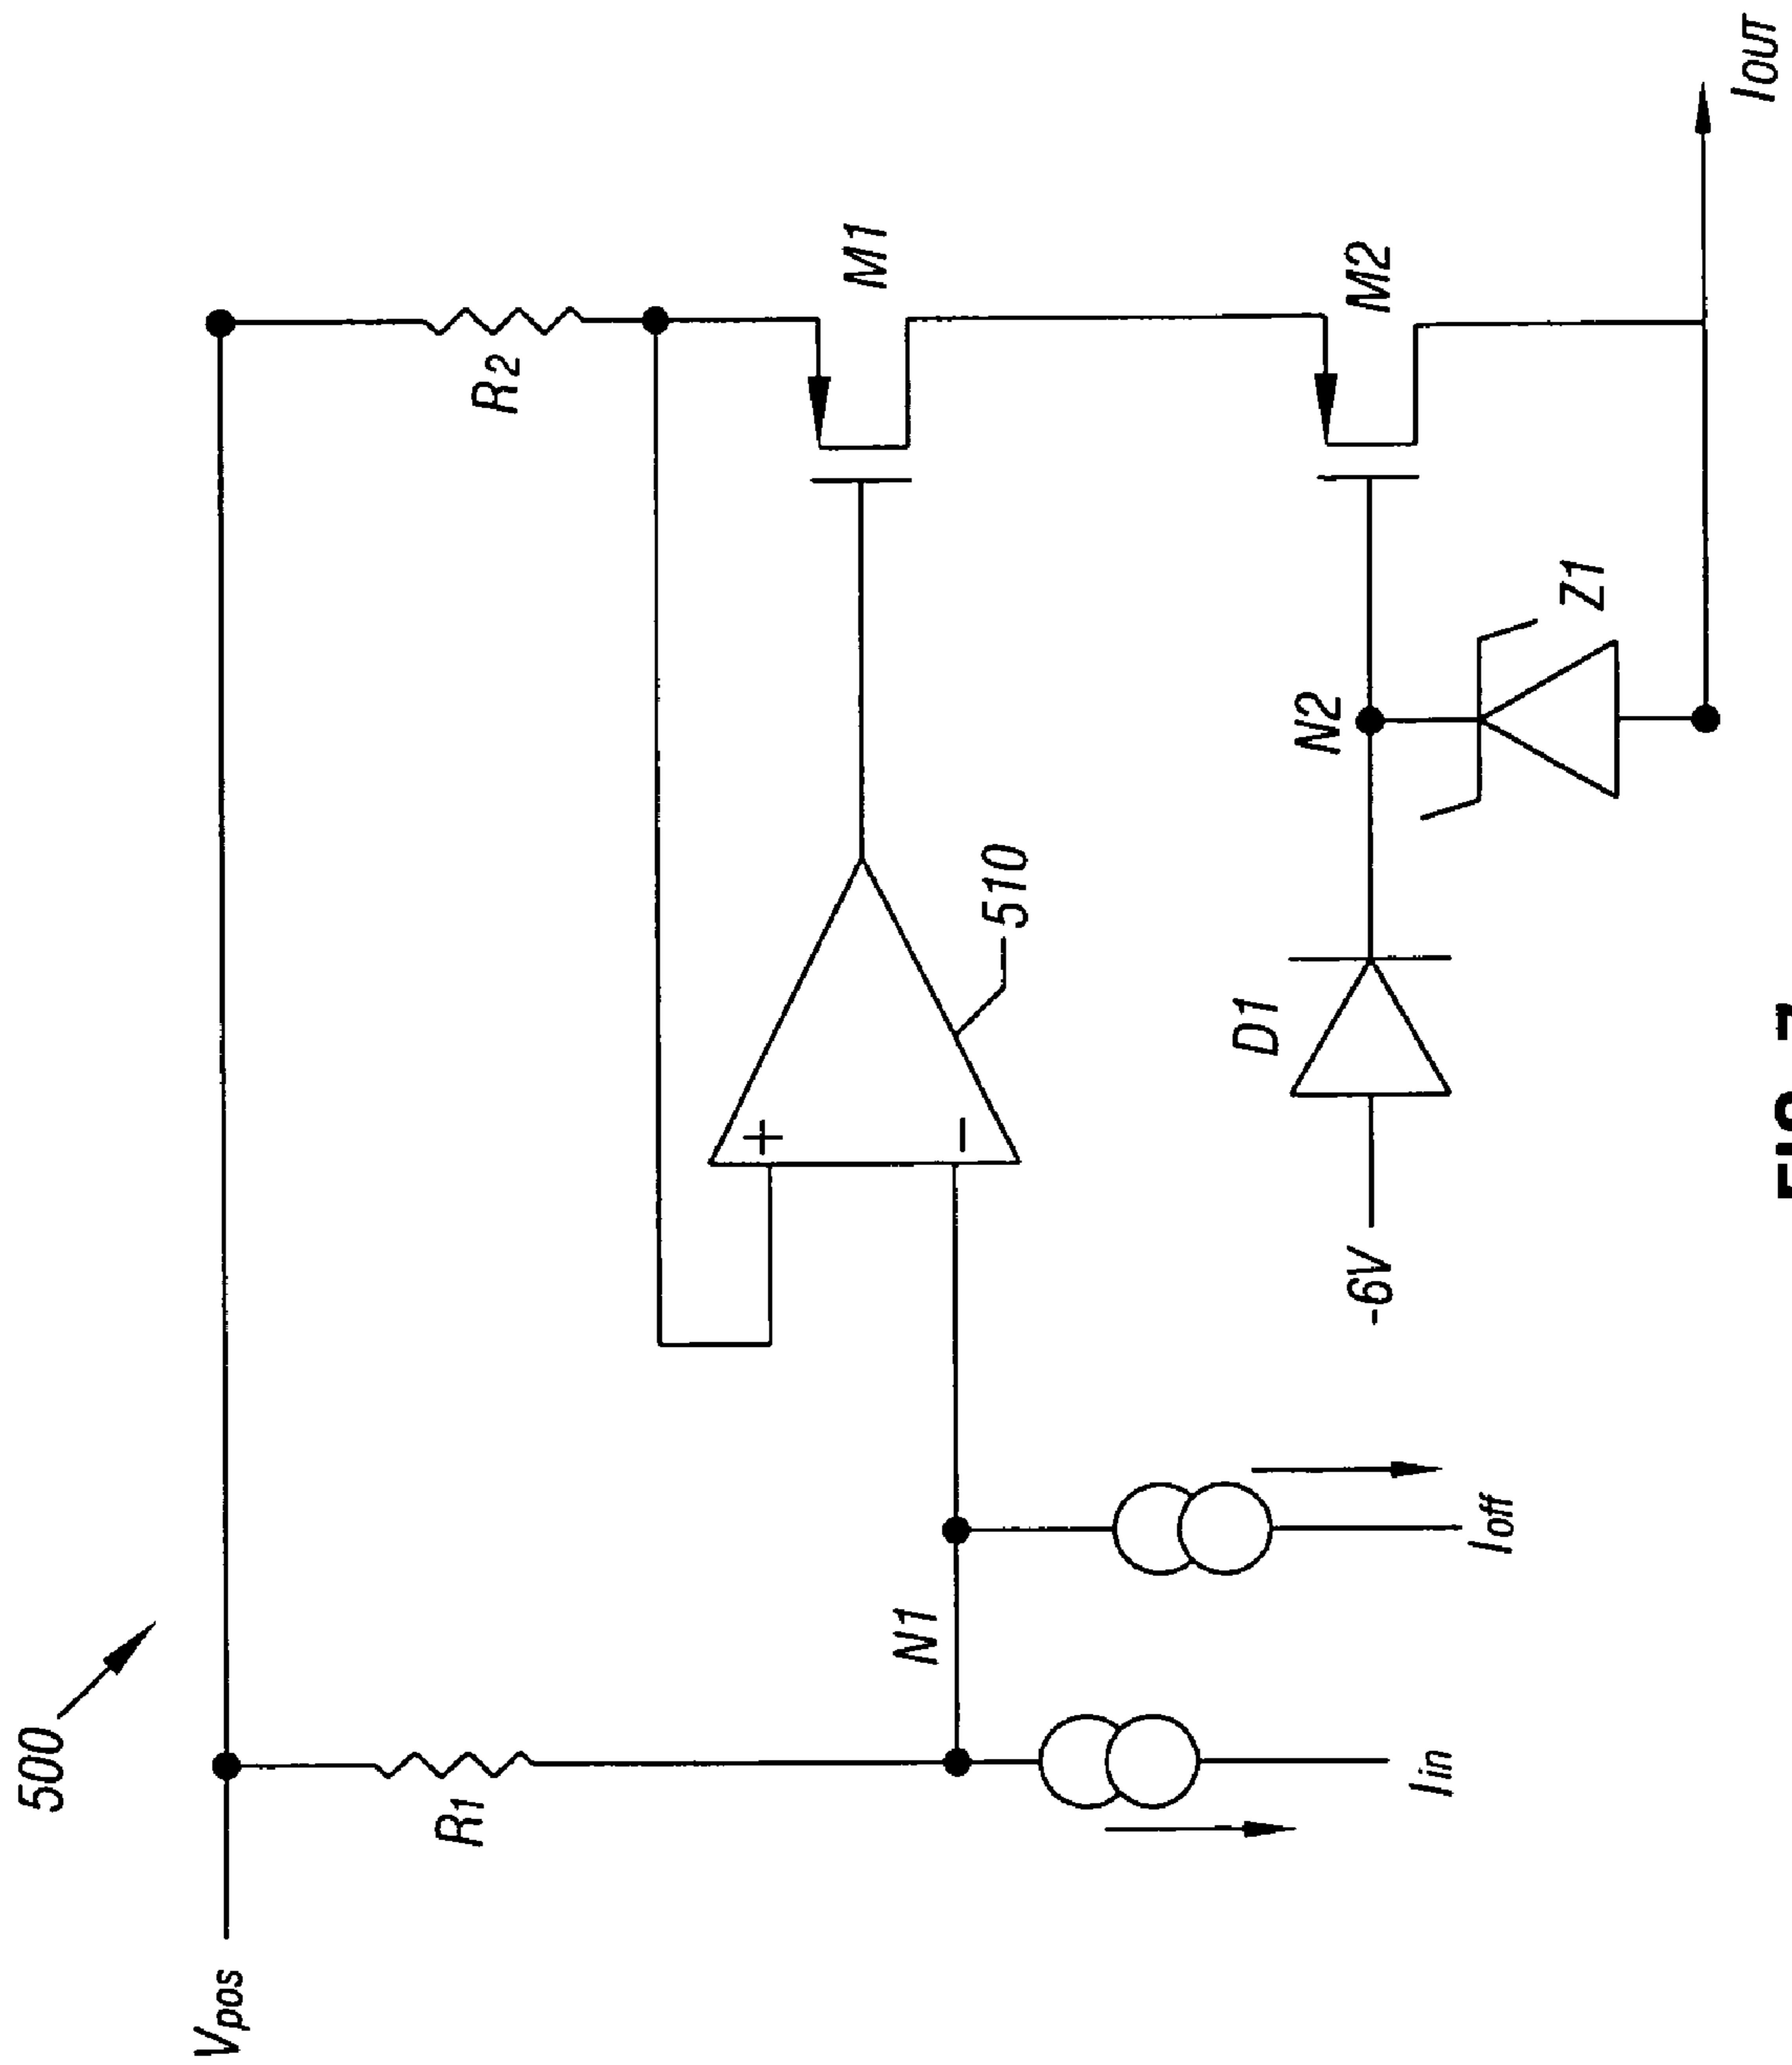 500
Vpos
R1
R2
M1
M2
N1
N2
+
−
510
D1
-6V
Z1
Iin
Ioff
IOUT